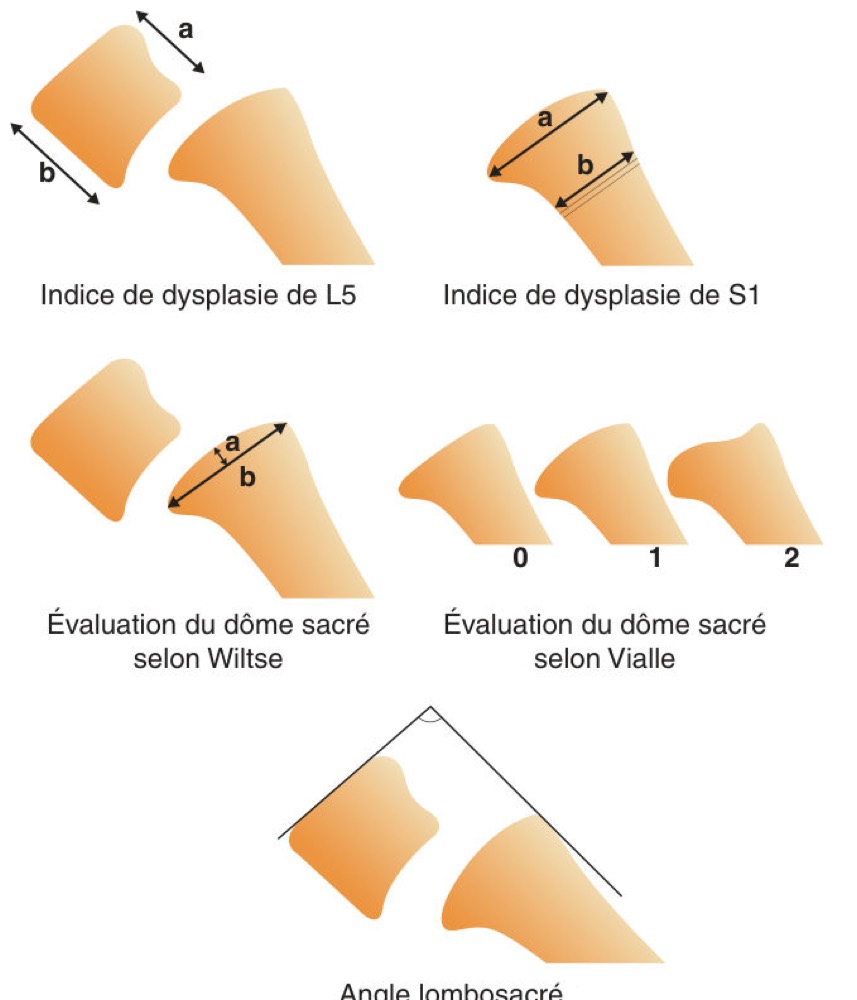 a
b
Indice de dysplasie de L5
a
b
Indice de dysplasie de S1
a
b
Évaluation du dôme sacré
selon Wiltse
0 1 2
Évaluation du dôme sacré
selon Vialle
Angle lombosacré